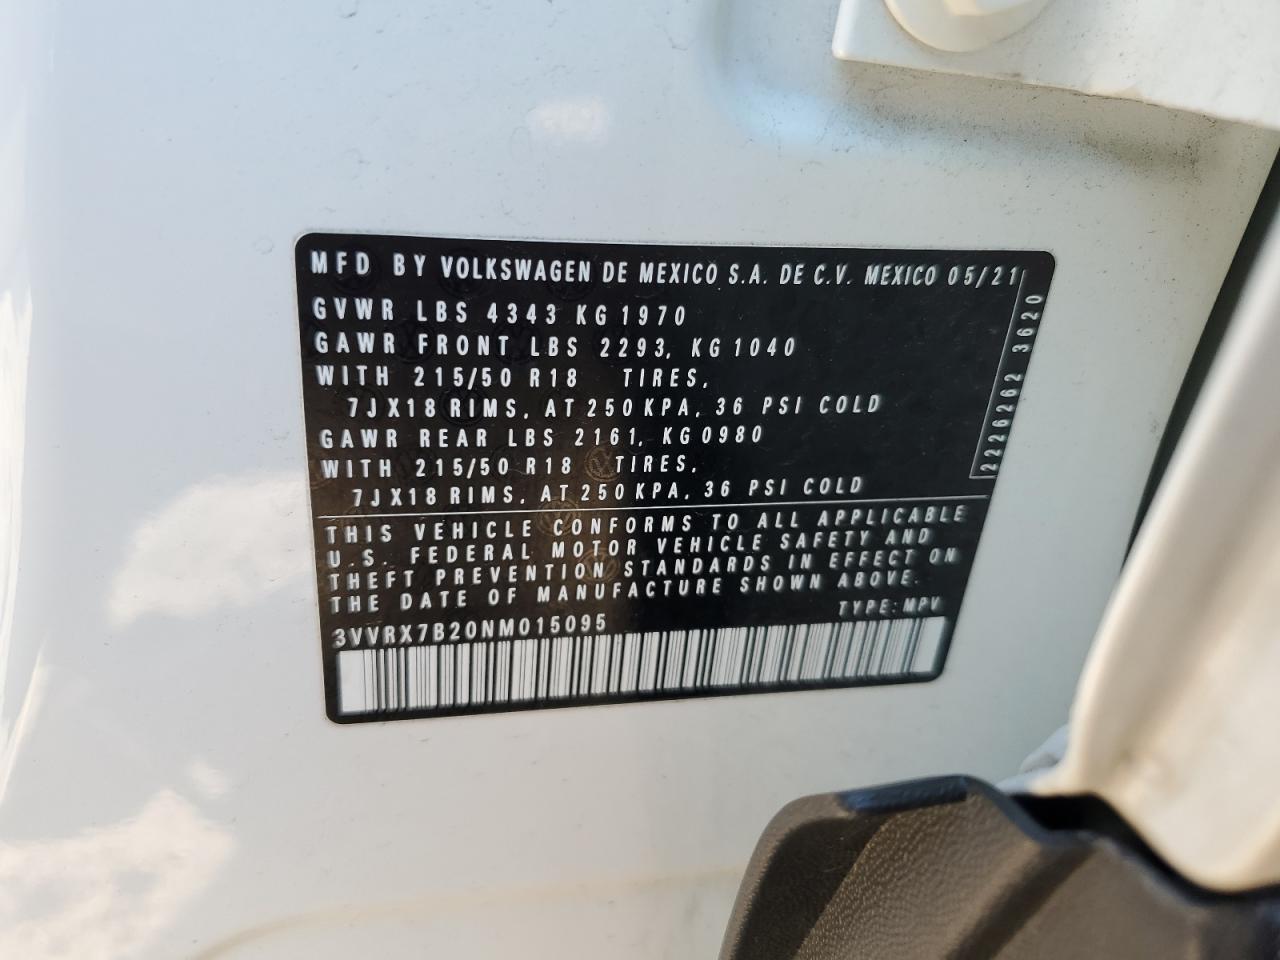 MFD BY VOLKSWAGEN DE MEXICO S.A. DE C.V. MEXICO 05/21
GVWR LBS 4343 KG 1970
GAWR FRONT LBS 2293, KG 1040
WITH 215/50 R18 TIRES,
7JX18 RIMS, AT 250 KPA, 36 PSI COLD
GAWR REAR LBS 2161, KG0980
WITH 215/50 R18 TIRES,
7JX18 RIMS, AT 250 KPA, 36 PSI COLD
2226262 3620
THIS VEHICLE CONFORMS TO ALL APPLICABLE
U.S. FEDERAL MOTOR VEHICLE SAFETY AND
THEFT PREVENTION STANDARDS IN EFFECT ON
THE DATE OF MANUFACTURE SHOWN ABOVE.
TYPE: MPV
3VVRX7B20NM015095